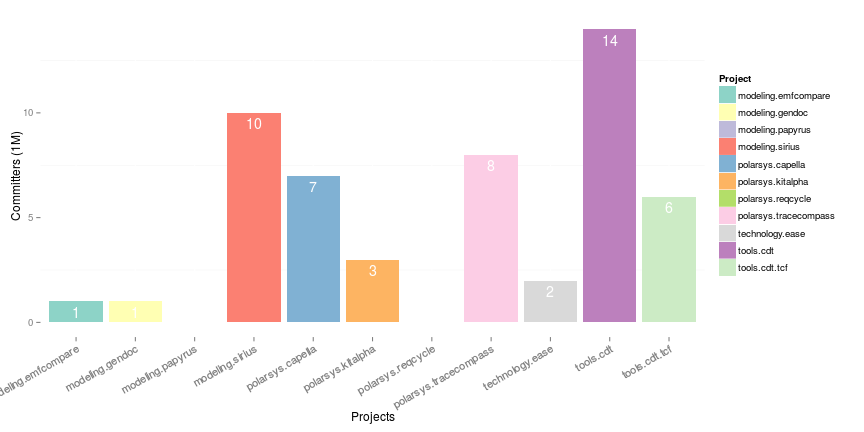 Committers (1M)
10
5
0
1
1
10
7
3
8
2
14
6
deling.emfcompare
modeling.gendoc
modeling.papyrus
modeling.sirius
polarsys.capella
polarsys.kitalpha
polarsys.reqcycle
polarsys.tracecompass
technology.ease
tools.cdt
tools.cdt.tcf
Projects
Project
modeling.emfcompare
modeling.gendoc
modeling.papyrus
modeling.sirius
polarsys.capella
polarsys.kitalpha
polarsys.reqcycle
polarsys.tracecompass
technology.ease
tools.cdt
tools.cdt.tcf